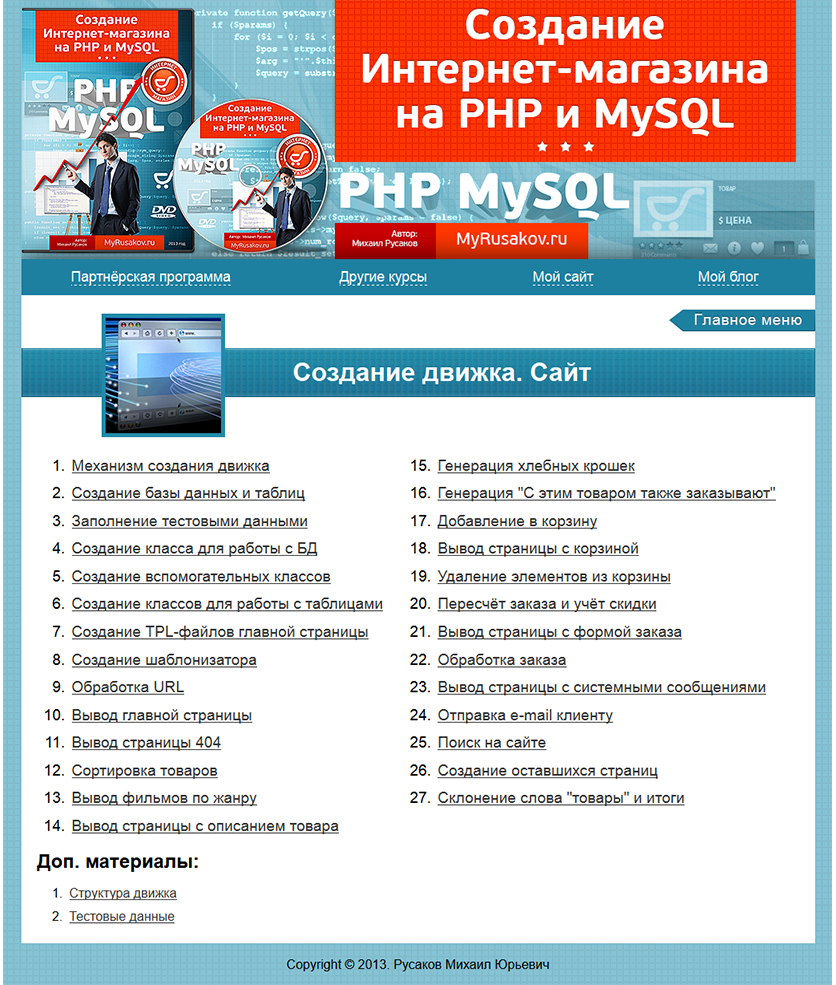 Создание
Интернет-магазина
на PHP и MySQL
PHP
MySQL
ИНТЕРНЕТ
МАГАЗИН
DVD
Автор:
Михаил Русаков
MyRusakov.ru
2013 год
Создание
Интернет-магазина
на PHP и MySQL
PHP
MySQL
DVD
MyRusakov.ru
Создание
Интернет-магазина
на PHP и MySQL
PHP MySQL
Автор:
Михаил Русаков
MyRusakov.ru
ТОВАР
$ ЦЕНА
Партнёрская программа
Другие курсы
Мой сайт
Мой блог
Главное меню
Создание движка. Сайт
1. Механизм создания движка
2. Создание базы данных и таблиц
3. Заполнение тестовыми данными
4. Создание класса для работы с БД
5. Создание вспомогательных классов
6. Создание классов для работы с таблицами
7. Создание TPL-файлов главной страницы
8. Создание шаблонизатора
9. Обработка URL
10. Вывод главной страницы
11. Вывод страницы 404
12. Сортировка товаров
13. Вывод фильмов по жанру
14. Вывод страницы с описанием товара
15. Генерация хлебных крошек
16. Генерация "С этим товаром также заказывают"
17. Добавление в корзину
18. Вывод страницы с корзиной
19. Удаление элементов из корзины
20. Пересчёт заказа и учёт скидки
21. Вывод страницы с формой заказа
22. Обработка заказа
23. Вывод страницы с системными сообщениями
24. Отправка e-mail клиенту
25. Поиск на сайте
26. Создание оставшихся страниц
27. Склонение слова "товары" и итоги
Доп. материалы:
1. Структура движка
2. Тестовые данные
Copyright © 2013. Русаков Михаил Юрьевич